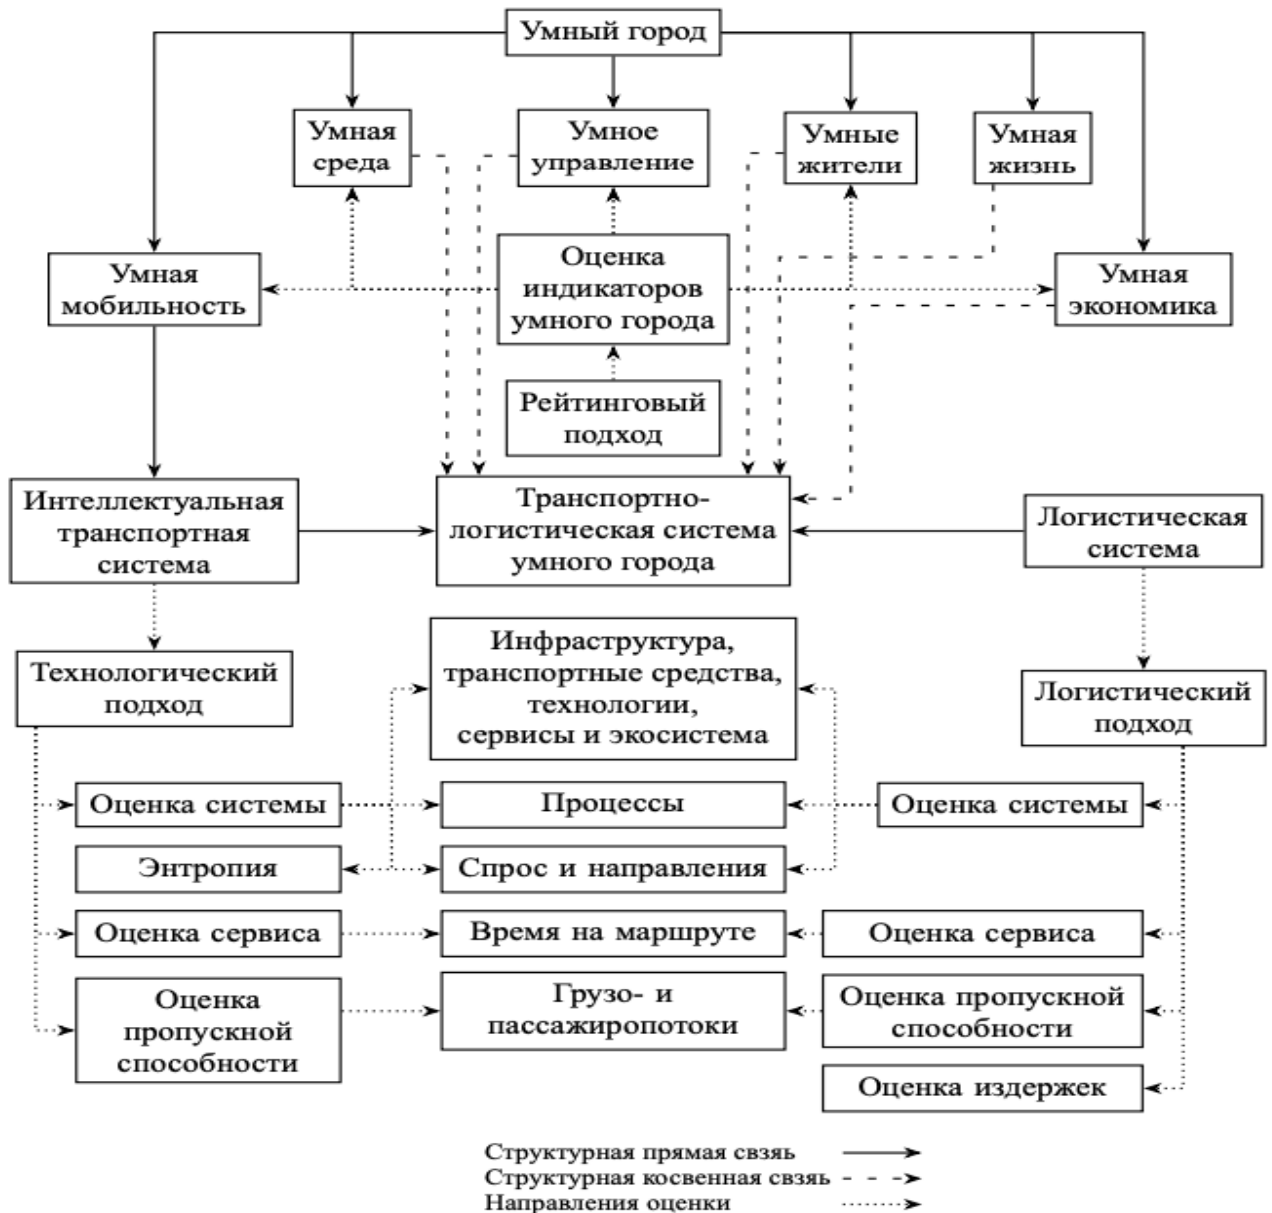 Умный город
Умная
среда
Умное
управление
Умные
жители
Умная
жизнь
Умная
мобильность
Оценка
индикаторов
умного города
Умная
экономика
Рейтинговый
подход
Интеллектуальная
транспортная
система
Транспортно-
логистическая система
умного города
Логистическая
система
Технологический
подход
Инфраструктура,
транспортные средства,
технологии,
сервисы и экосистема
Логистический
подход
Оценка системы
Процессы
Оценка системы
Энтропия
Спрос и направления
Оценка сервиса
Время на маршруте
Оценка сервиса
Оценка
пропускной
способности
Грузо- и
пассажиропотоки
Оценка пропускной
способности
Оценка издержек
Структурная прямая свзяь
Структурная косвенная свзяь
Направления оценки